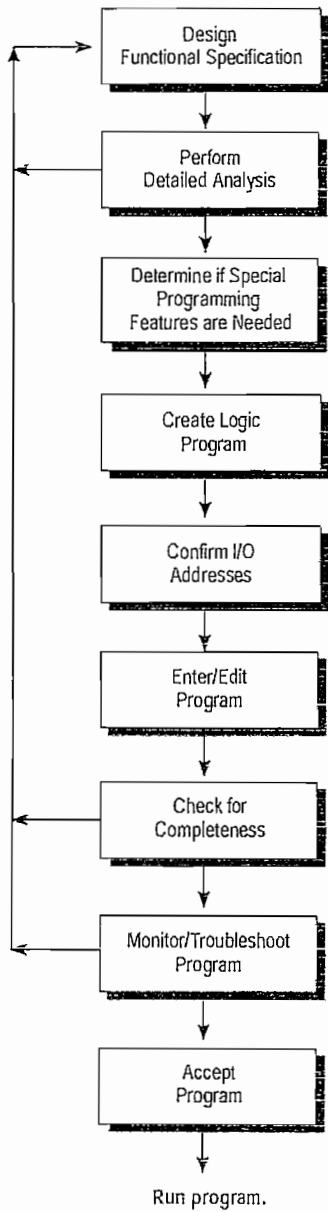 Design
Functional Specification
Perform
Detailed Analysis
Determine if Special
Programming
Features are Needed
Create Logic
Program
Confirm I/O
Addresses
Enter/Edit
Program
Check for
Completeness
Monitor/Troubleshoot
Program
Accept
Program
Run program.